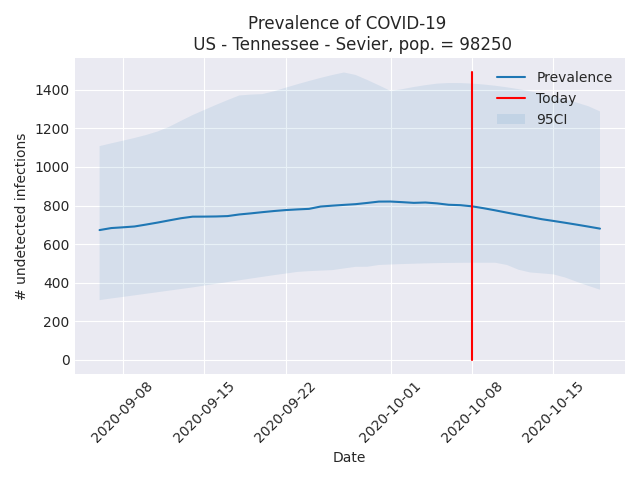 Prevalence of COVID-19
US - Tennessee - Sevier, pop. = 98250
Prevalence
Today
95CI
# undetected infections
1400
1200
1000
800
600
400
200
0
2020-09-08
2020-09-15
2020-09-22
2020-10-01
2020-10-08
2020-10-15
Date